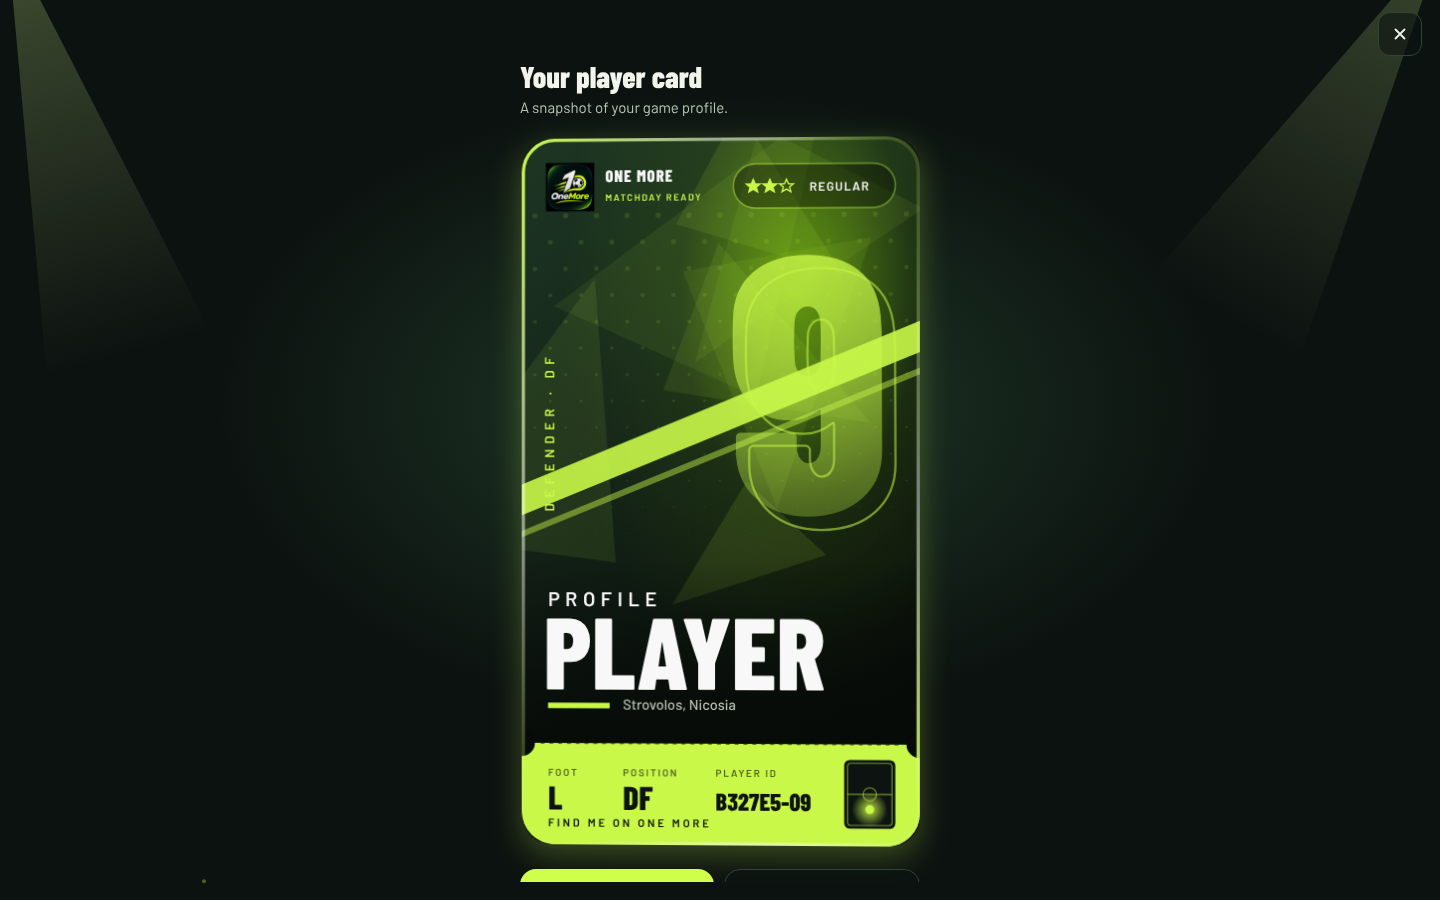 Your player card
A snapshot of your game profile.
OneMore
ONE MORE
MATCHDAY READY
REGULAR
9
DEFENDER · DF
PROFILE
PLAYER
Strovolos, Nicosia
FOOT
L
POSITION
DF
PLAYER ID
B327E5-09
FIND ME ON ONE MORE